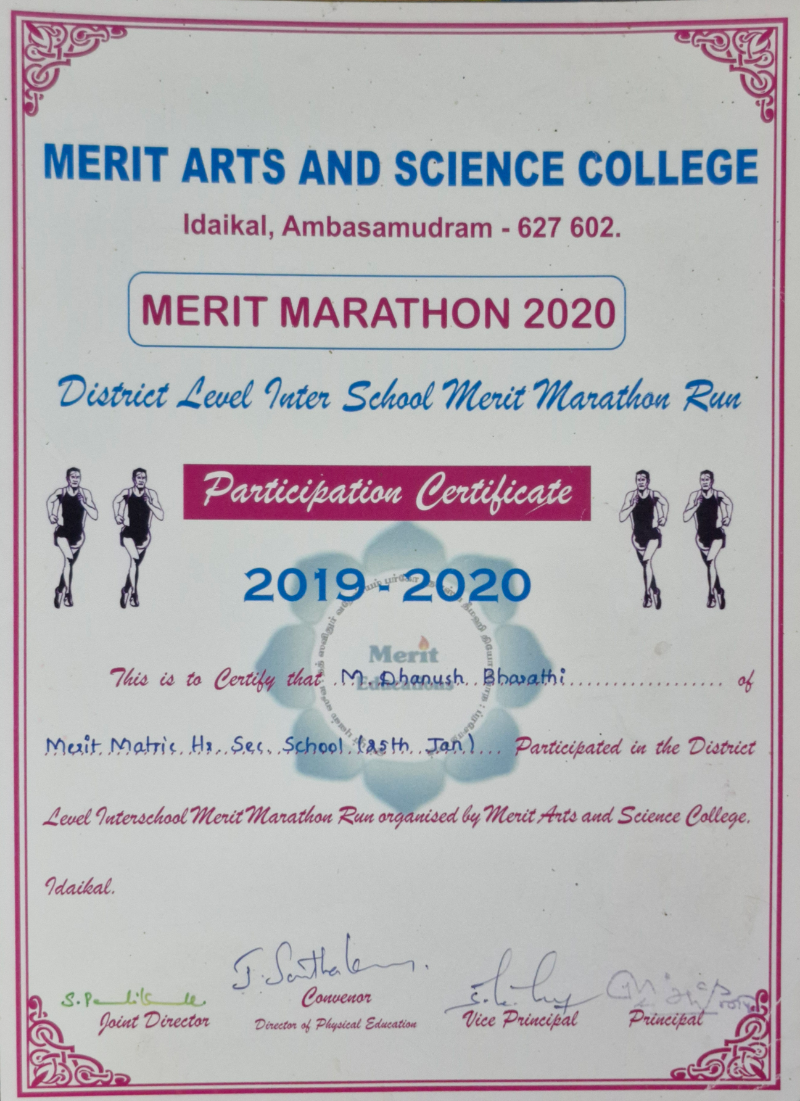 MERIT ARTS AND SCIENCE COLLEGE
Idaikal, Ambasamudram - 627 602.
MERIT MARATHON 2020
District Level Inter School Merit Marathon Run
Participation Certificate
2019 - 2020
Merit
Educations
This is to Certify that M. Dhanush Bharathi of
Merit Matric Hr. Sec. School (25th Jan) Participated in the District
Level Interschool Merit Marathon Run organised by Merit Arts and Science College,
Idaikal.
Joint Director
Convenor
Director of Physical Education
Vice Principal
Principal